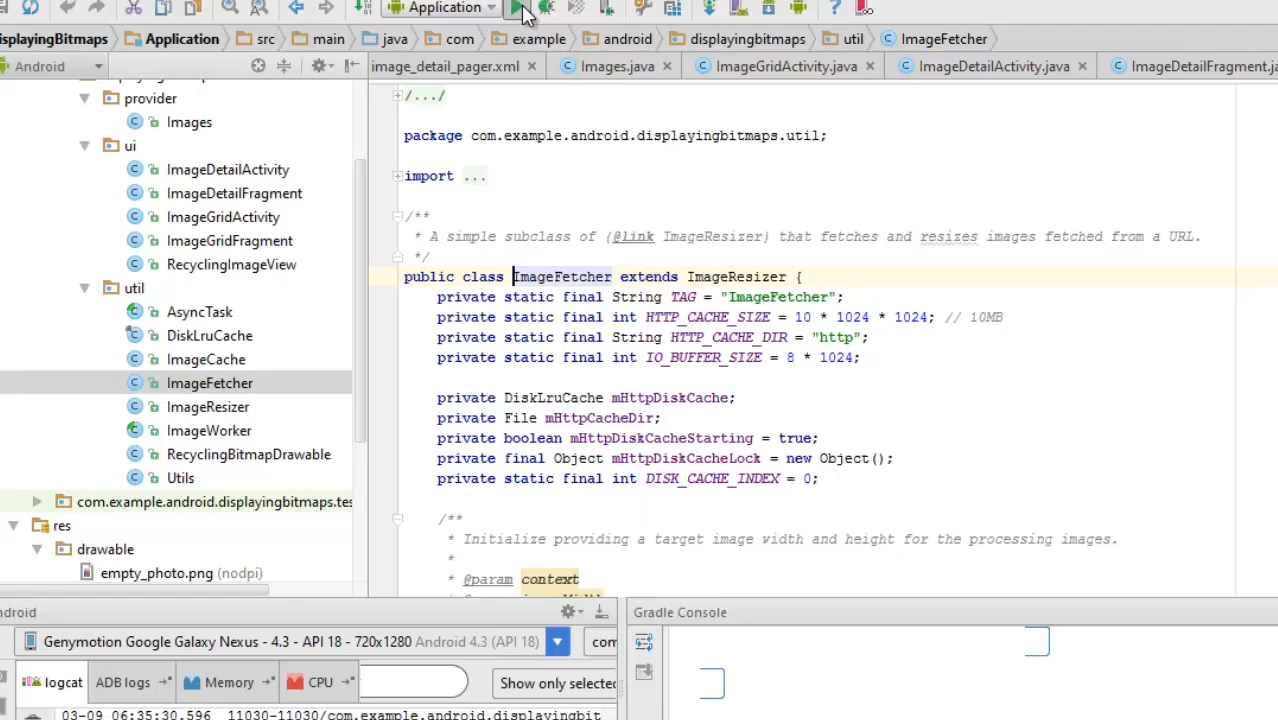 Application
isplayingBitmaps Application src main java com example android displayingbitmaps util ImageFetcher
Android
image_detail_pager.xml Images.java ImageGridActivity.java ImageDetailActivity.java ImageDetailFragment.ja
provider
Images
ui
ImageDetailActivity
ImageDetailFragment
ImageGridActivity
ImageGridFragment
RecyclingImageView
util
AsyncTask
DiskLruCache
ImageCache
ImageFetcher
ImageResizer
ImageWorker
RecyclingBitmapDrawable
Utils
com.example.android.displayingbitmaps.tes
res
drawable
empty_photo.png (nodpi)
/.../
package com.example.android.displayingbitmaps.util;
import ...
/**
* A simple subclass of {@link ImageResizer} that fetches and resizes images fetched from a URL.
*/
public class ImageFetcher extends ImageResizer {
private static final String TAG = "ImageFetcher";
private static final int HTTP_CACHE_SIZE = 10 * 1024 * 1024; // 10MB
private static final String HTTP_CACHE_DIR = "http";
private static final int IO_BUFFER_SIZE = 8 * 1024;
private DiskLruCache mHttpDiskCache;
private File mHttpCacheDir;
private boolean mHttpDiskCacheStarting = true;
private final Object mHttpDiskCacheLock = new Object();
private static final int DISK_CACHE_INDEX = 0;
/**
* Initialize providing a target image width and height for the processing images.
*
* @param context
ndroid
Genymotion Google Galaxy Nexus - 4.3 - API 18 - 720x1280 Android 4.3 (API 18) com
logcat ADB logs Memory CPU Show only selected
03-09 06:35:30.596 11030-11030/com.example.android.displayingbit
Gradle Console